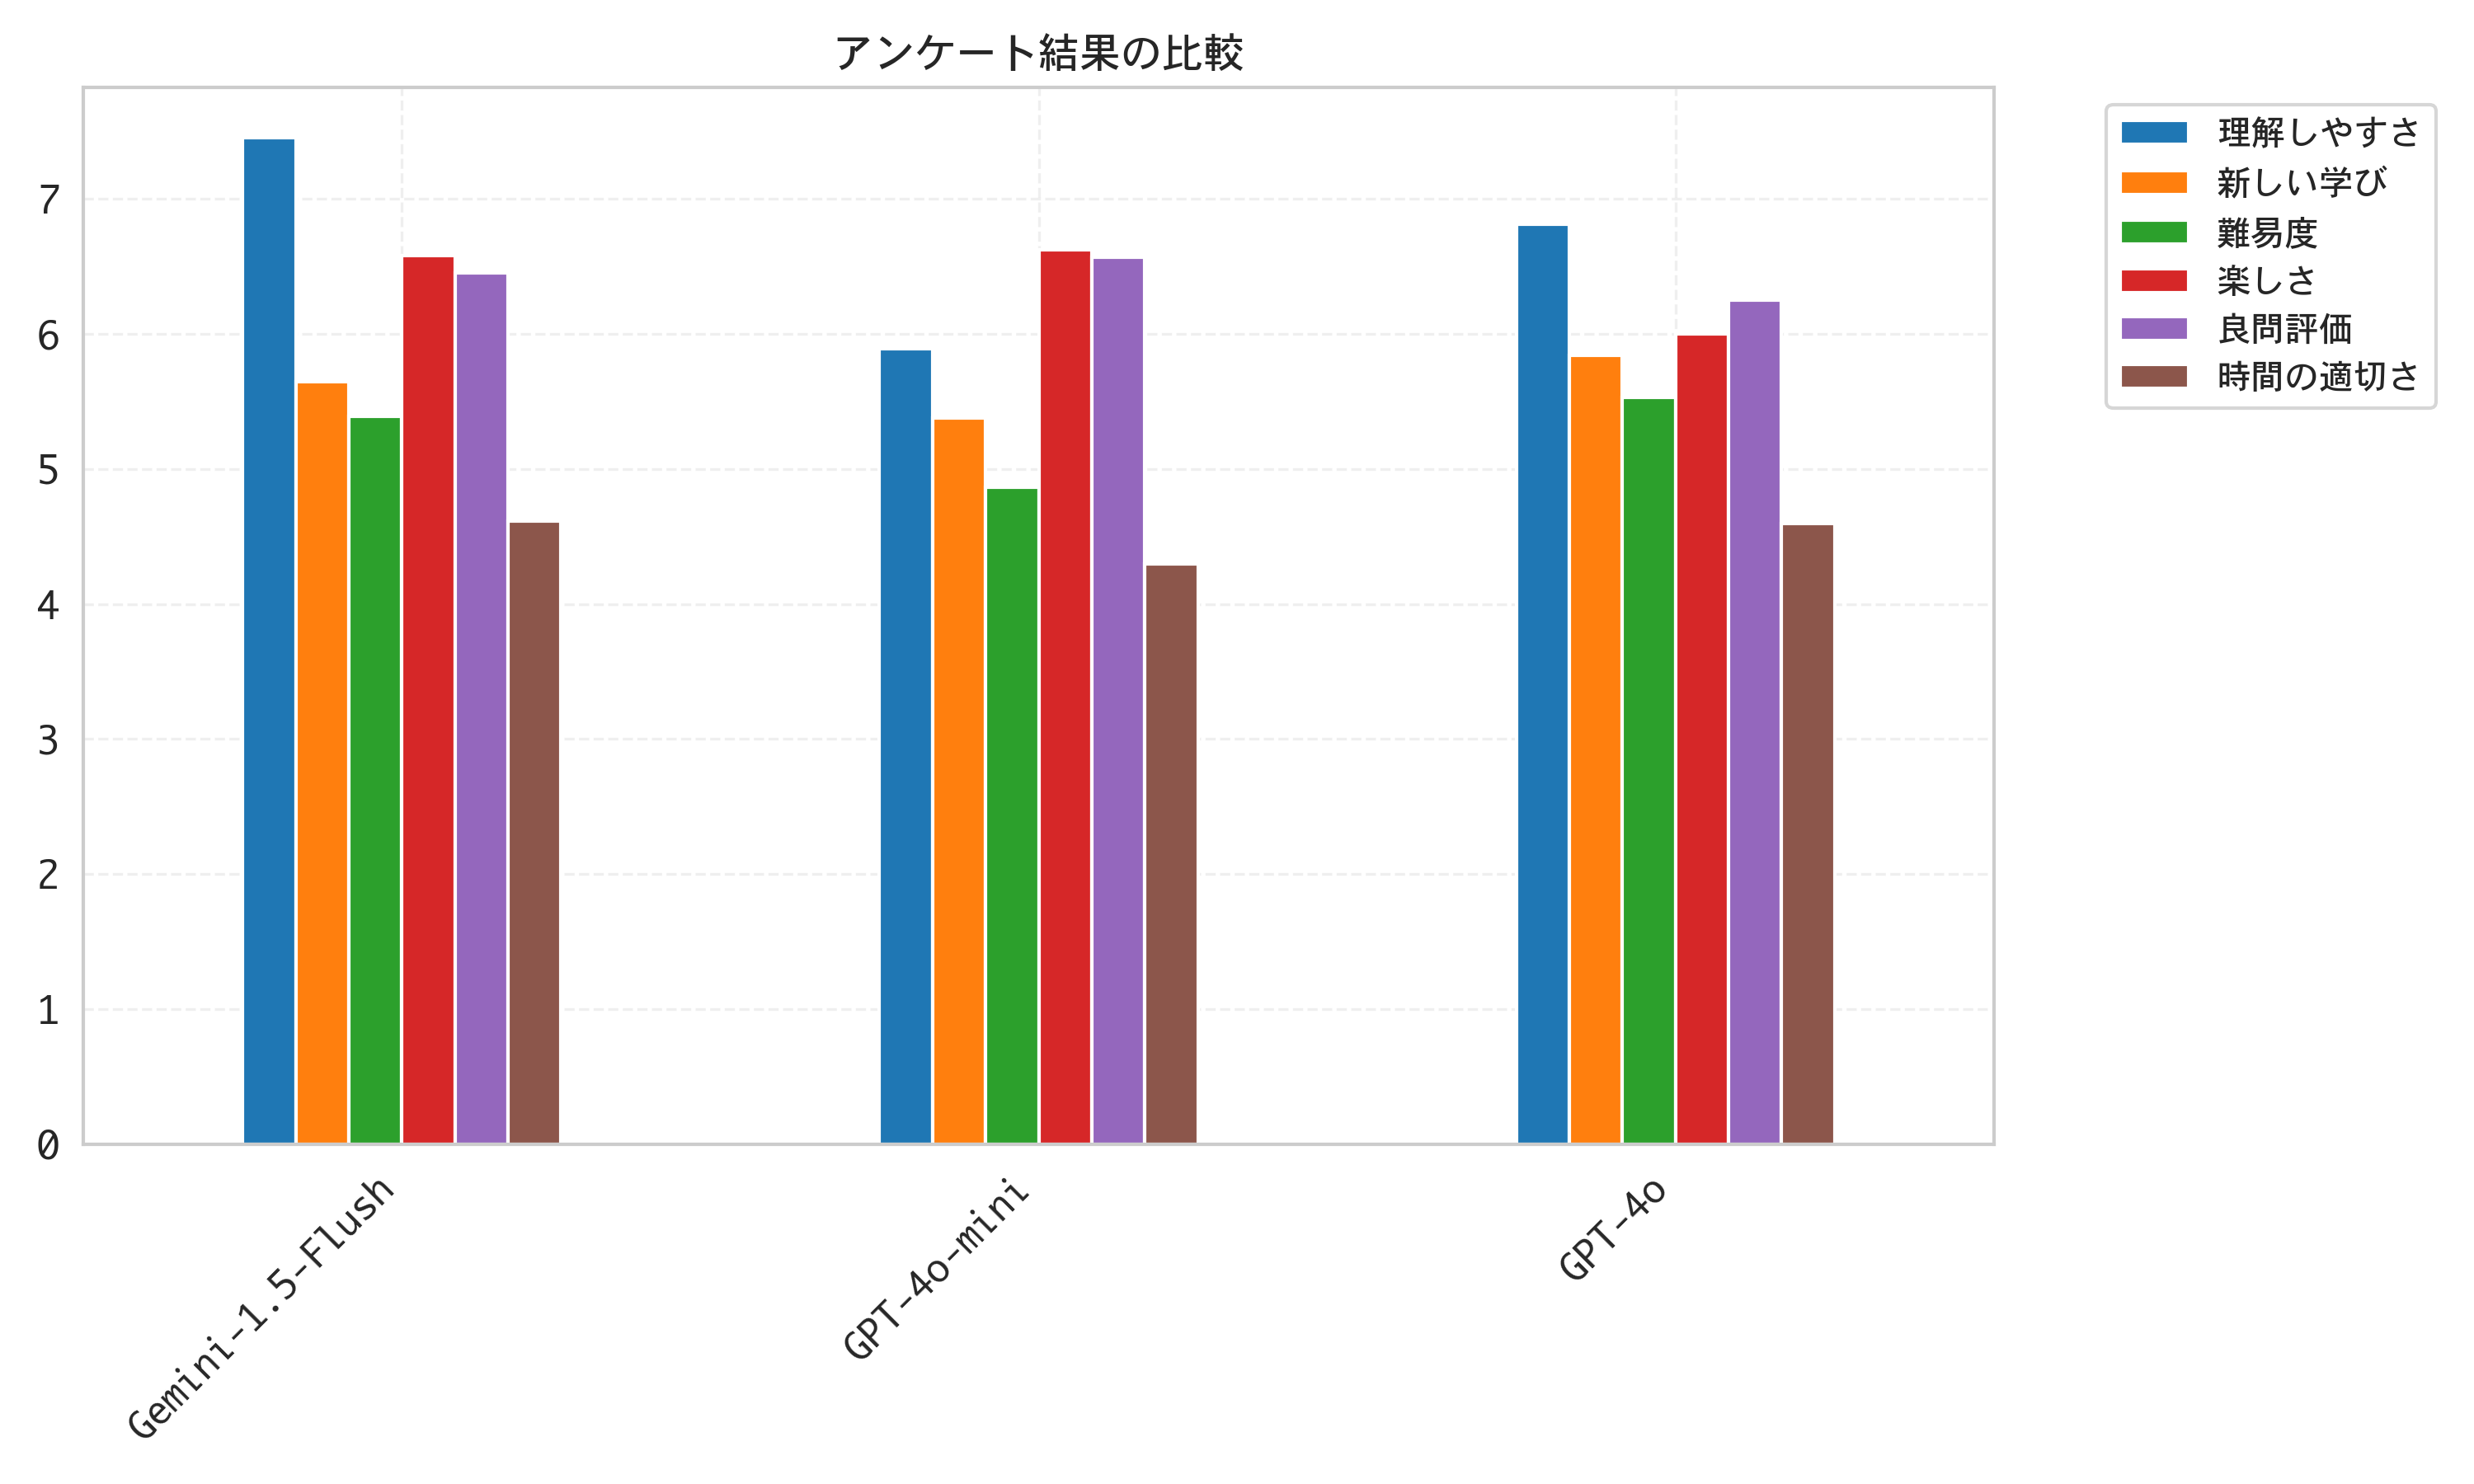 アンケート結果の比較
7
6
5
4
3
2
1
0
Gemini-1.5-Flush
GPT-4o-mini
GPT-4o
理解しやすさ
新しい学び
難易度
楽しさ
良問評価
時間の適切さ